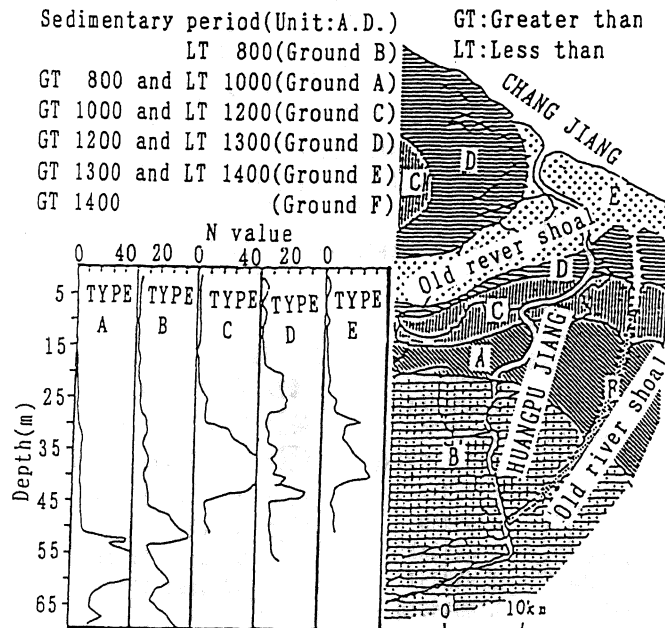 Sedimentary period(Unit:A.D.)
GT:Greater than
LT 800(Ground B)
LT:Less than
GT 800 and LT 1000(Ground A)
GT 1000 and LT 1200(Ground C)
GT 1200 and LT 1300(Ground D)
GT 1300 and LT 1400(Ground E)
GT 1400 (Ground F)
N value
0 40 20 0 40 20 0
Depth(m)
5
15
25
35
45
55
65
TYPE A
TYPE B
TYPE C
TYPE D
TYPE E
CHANG JIANG
D
C
E
Old rever shoal
D
C
A
HUANGPU JIANG
F
Old river shoal
B
0 10km